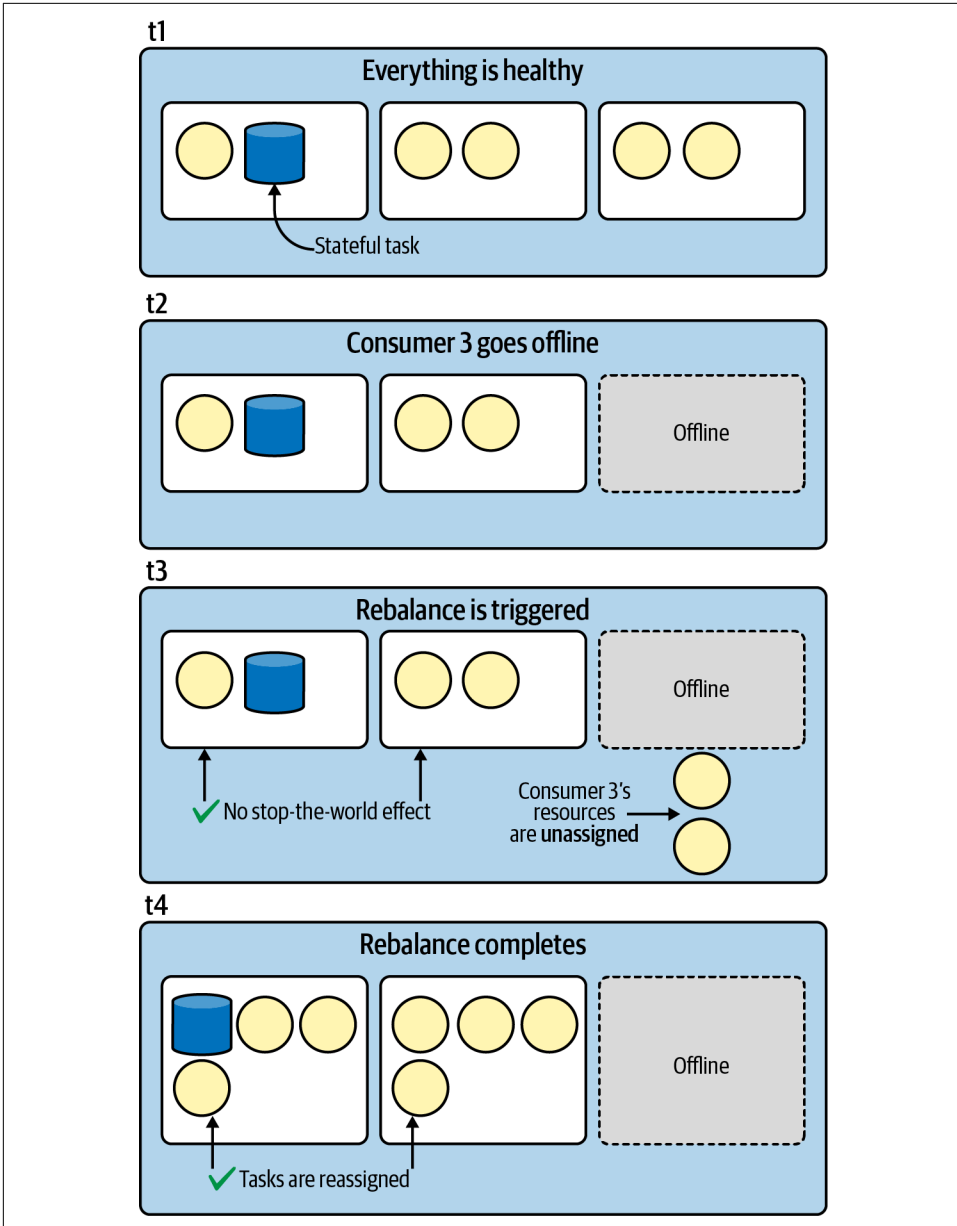 t1
Everything is healthy
Stateful task
t2
Consumer 3 goes offline
Offline
t3
Rebalance is triggered
Offline
No stop-the-world effect
Consumer 3's
resources
are unassigned
t4
Rebalance completes
Offline
Tasks are reassigned